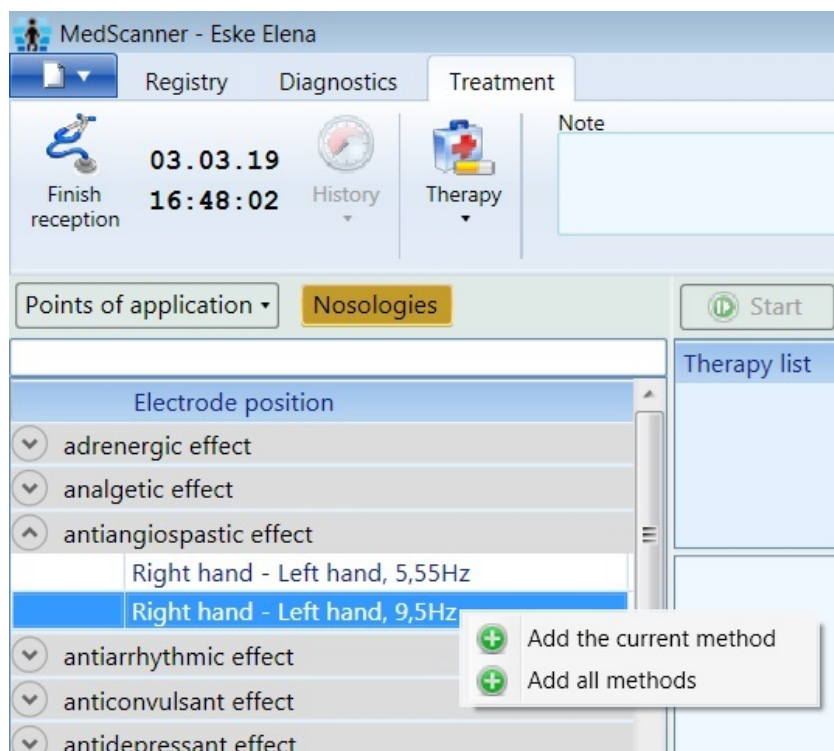 MedScanner - Eske Elena
Registry Diagnostics Treatment
Note
03.03.19
16:48:02
Finish
reception
History
Therapy
Points of application
Nosologies
Start
Therapy list
Electrode position
adrenergic effect
analgetic effect
antiangiospastic effect
Right hand - Left hand, 5,55Hz
Right hand - Left hand, 9,5Hz
Add the current method
Add all methods
antiarrhythmic effect
anticonvulsant effect
antidepressant effect